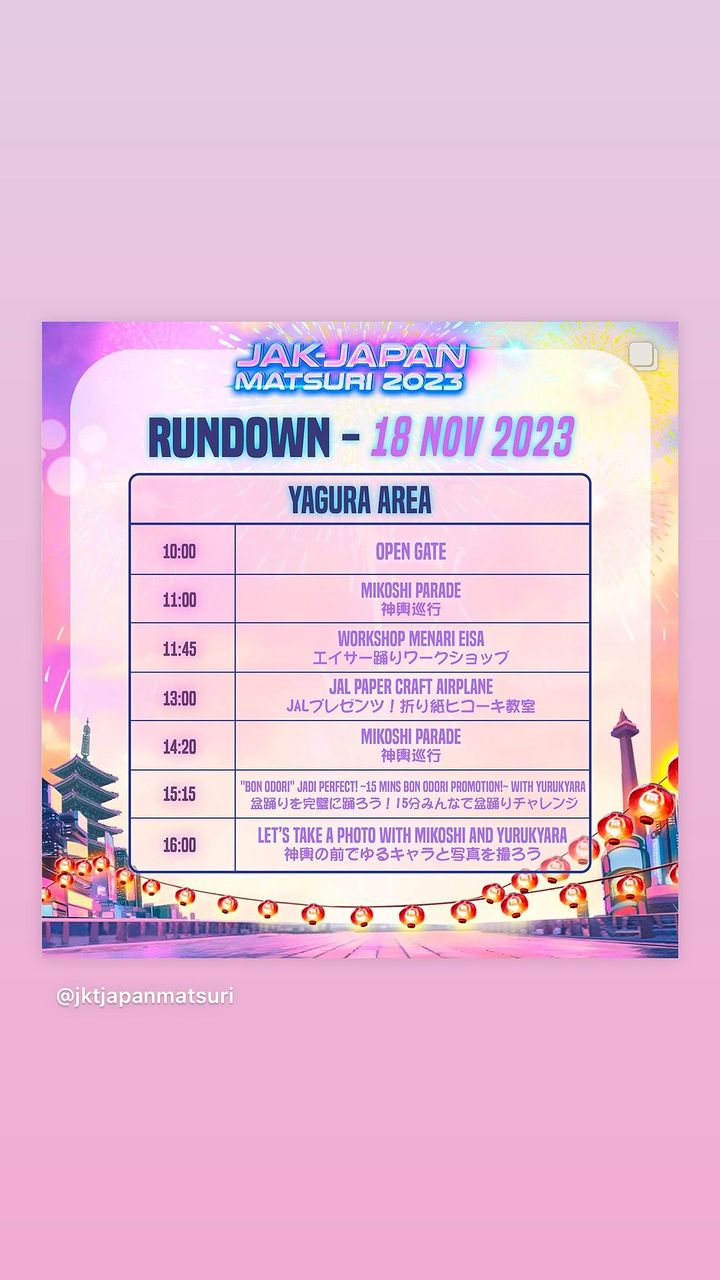 JAK-JAPAN
MATSURI 2023
RUNDOWN - 18 NOV 2023
YAGURA AREA
10:00
OPEN GATE
11:00
MIKOSHI PARADE
神輿巡行
11:45
WORKSHOP MENARI EISA
エイサー踊りワークショップ
13:00
JAL PAPER CRAFT AIRPLANE
JALプレゼンツ！折り紙ヒコーキ教室
14:20
MIKOSHI PARADE
神輿巡行
15:15
"BON ODORI" JADI PERFECT! ~15 MINS BON ODORI PROMOTION!~ WITH YURUKYARA
盆踊りを完璧に踊ろう！15分みんなで盆踊りチャレンジ
16:00
LET'S TAKE A PHOTO WITH MIKOSHI AND YURUKYARA
神輿の前でゆるキャラと写真を撮ろう
@jktjapanmatsuri